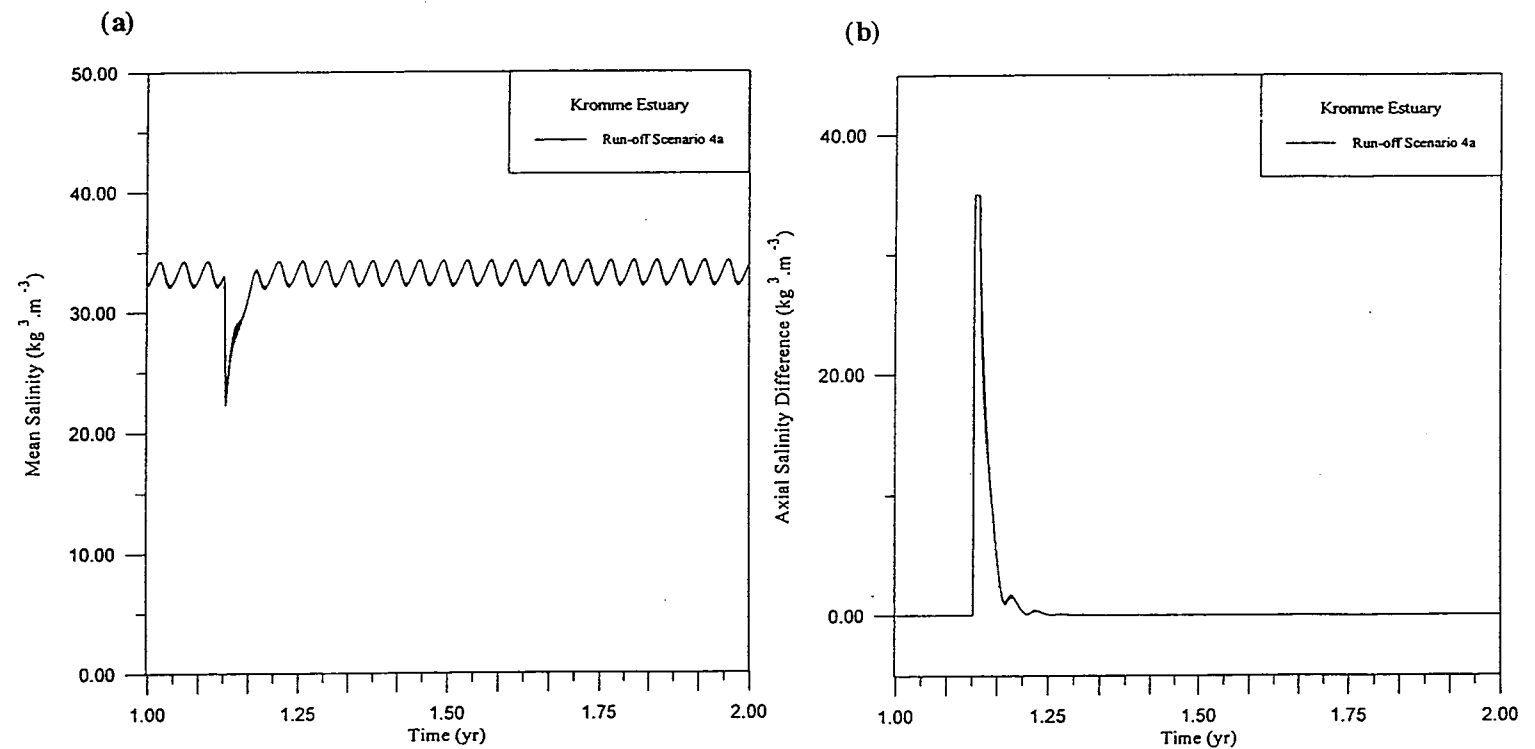 (a)
50.00
40.00
30.00
20.00
10.00
0.00
Mean Salinity (kg 3 .m -3)
Kromme Estuary
Run-off Scenario 4a
1.00
1.25
1.50
1.75
2.00
Time (yr)
(b)
40.00
20.00
0.00
Axial Salinity Difference (kg 3 .m -3)
Kromme Estuary
Run-off Scenario 4a
1.00
1.25
1.50
1.75
2.00
Time (yr)